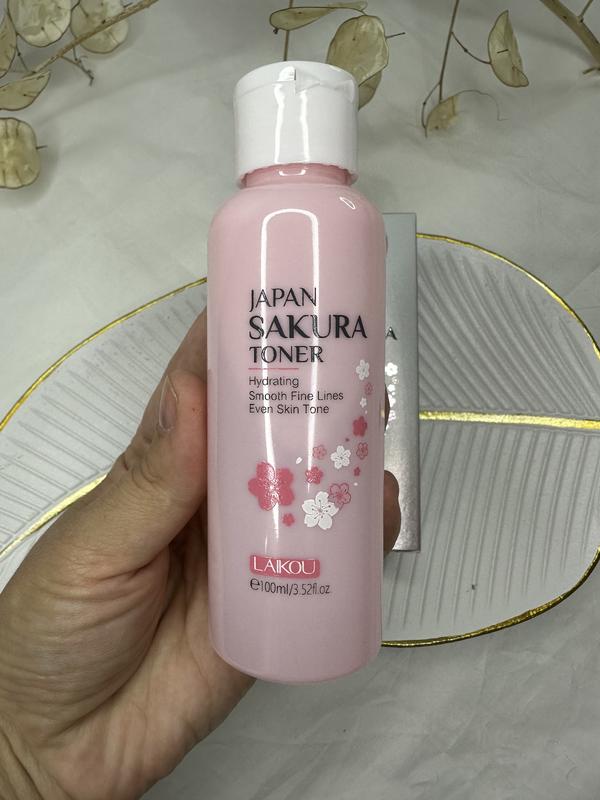 JAPAN
SAKURA
TONER
Hydrating
Smooth Fine Lines
Even Skin Tone
LAIKOU
℮100ml/3.52fl.oz
A